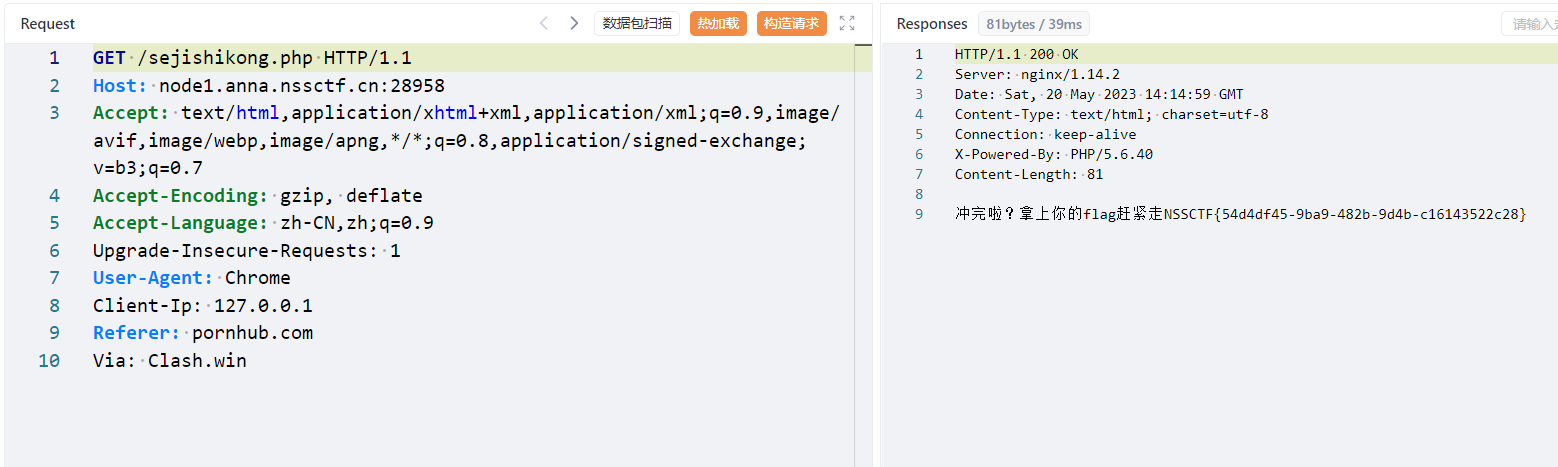 Request
数据包扫描
热加载
构造请求
1 GET /sejishikong.php HTTP/1.1
2 Host: node1.anna.nssctf.cn:28958
3 Accept: text/html,application/xhtml+xml,application/xml;q=0.9,image/
avif,image/webp,image/apng,*/*;q=0.8,application/signed-exchange;
v=b3;q=0.7
4 Accept-Encoding: gzip, deflate
5 Accept-Language: zh-CN,zh;q=0.9
6 Upgrade-Insecure-Requests: 1
7 User-Agent: Chrome
8 Client-Ip: 127.0.0.1
9 Referer: pornhub.com
10 Via: Clash.win
Responses 81bytes / 39ms
请输入
1 HTTP/1.1 200 OK
2 Server: nginx/1.14.2
3 Date: Sat, 20 May 2023 14:14:59 GMT
4 Content-Type: text/html; charset=utf-8
5 Connection: keep-alive
6 X-Powered-By: PHP/5.6.40
7 Content-Length: 81
8
9 冲完啦？拿上你的flag赶紧走NSSCTF{54d4df45-9ba9-482b-9d4b-c16143522c28}